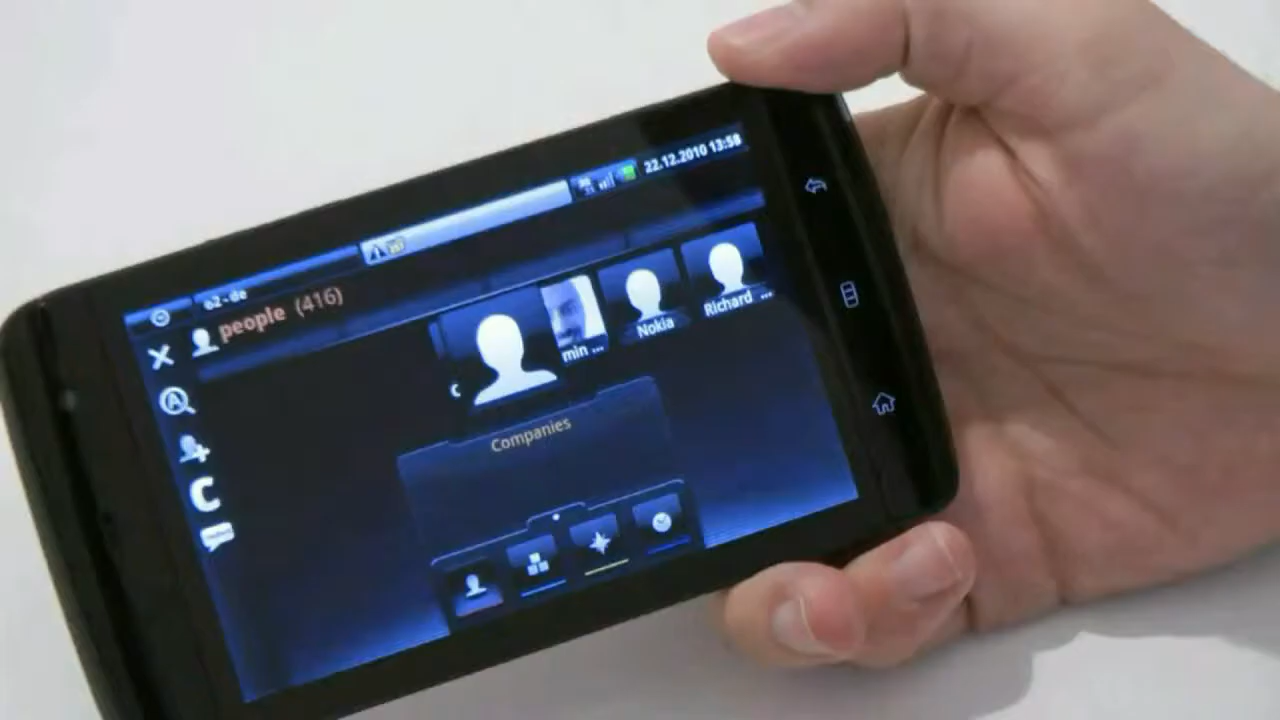 22.12.2010 13:58
o2 - de
people (416)
min ...
Nokia
Richard ...
Companies
C